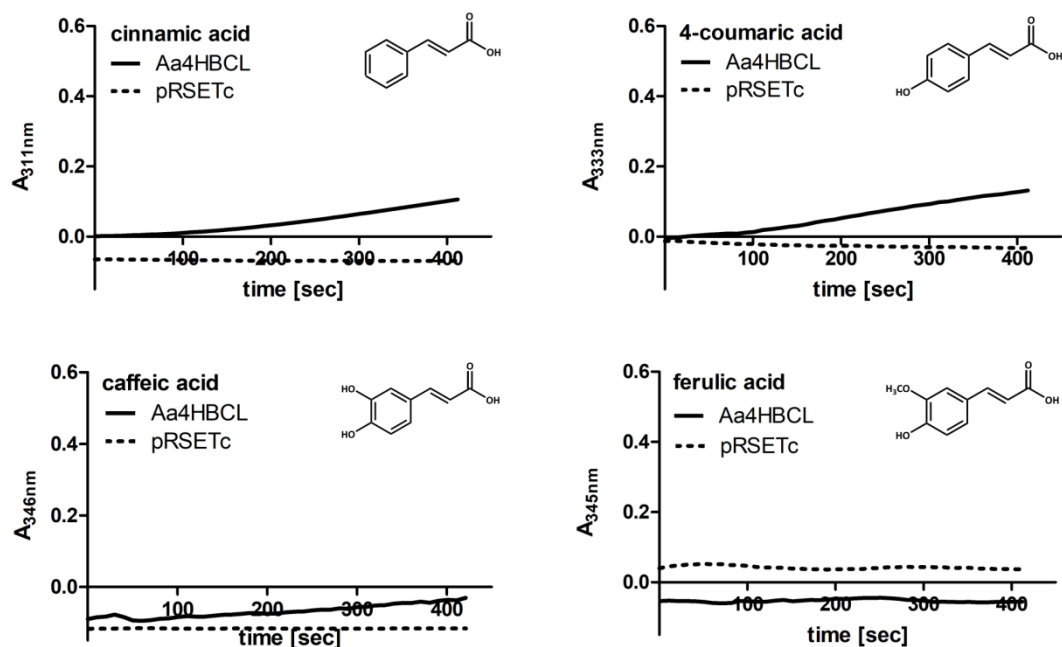 cinnamic acid
Aa4HBCL
pRSETc
O
OH
A311nm
0.6
0.4
0.2
0.0
100
200
300
400
time [sec]
4-coumaric acid
Aa4HBCL
pRSETc
O
OH
HO
A333nm
0.6
0.4
0.2
0.0
100
200
300
400
time [sec]
caffeic acid
Aa4HBCL
pRSETc
O
OH
HO
HO
A346nm
0.6
0.4
0.2
0.0
100
200
300
400
time [sec]
ferulic acid
Aa4HBCL
pRSETc
O
OH
H₃CO
HO
A345nm
0.6
0.4
0.2
0.0
100
200
300
400
time [sec]